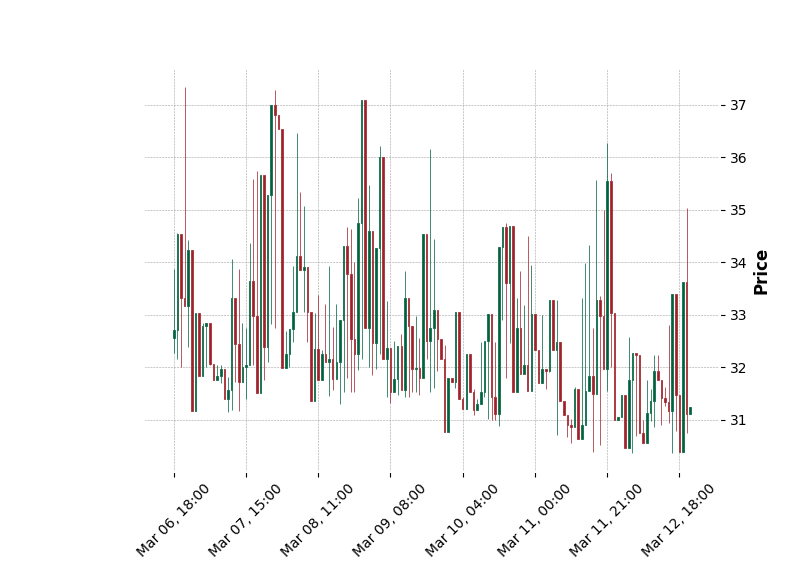 37
36
35
34
33
32
31
Price
Mar 06, 18:00
Mar 07, 15:00
Mar 08, 11:00
Mar 09, 08:00
Mar 10, 04:00
Mar 11, 00:00
Mar 11, 21:00
Mar 12, 18:00